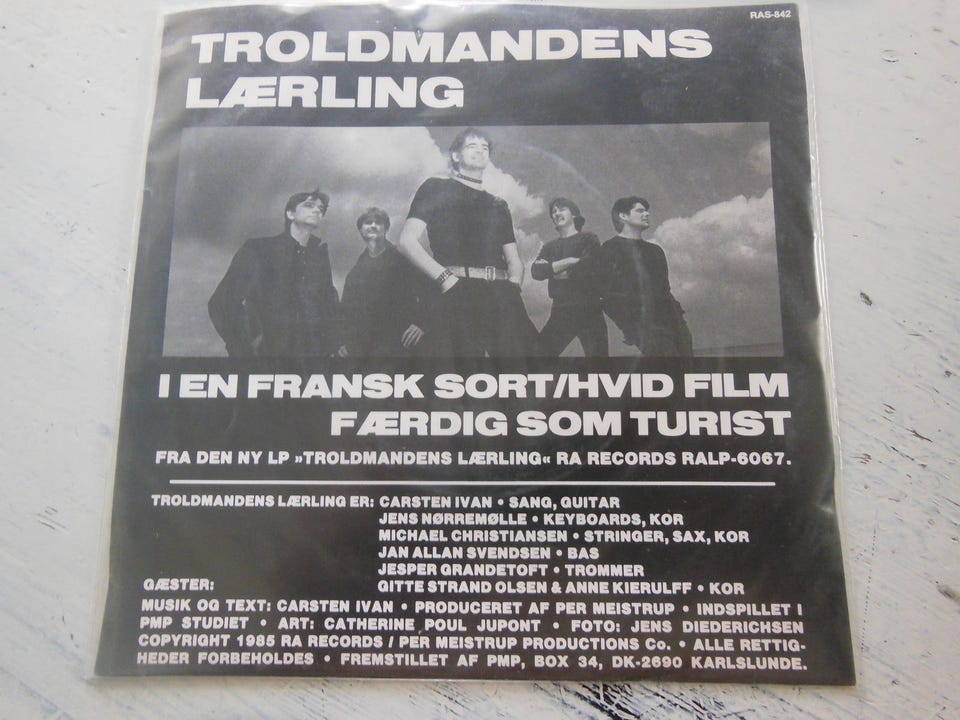 RAS-842
TROLDMANDENS
LÆRLING
I EN FRANSK SORT/HVID FILM
FÆRDIG SOM TURIST
FRA DEN NY LP »TROLDMANDENS LÆRLING« RA RECORDS RALP-6067.
TROLDMANDENS LÆRLING ER: CARSTEN IVAN • SANG, GUITAR
JENS NØRREMØLLE • KEYBOARDS, KOR
MICHAEL CHRISTIANSEN • STRINGER, SAX, KOR
JAN ALLAN SVENDSEN • BAS
JESPER GRANDETOFT • TROMMER
GÆSTER: GITTE STRAND OLSEN & ANNE KIERULFF • KOR
MUSIK OG TEXT: CARSTEN IVAN • PRODUCERET AF PER MEISTRUP • INDSPILLET I
PMP STUDIET • ART: CATHERINE POUL JUPONT • FOTO: JENS DIEDERICHSEN
COPYRIGHT 1985 RA RECORDS / PER MEISTRUP PRODUCTIONS Co. • ALLE RETTIG-
HEDER FORBEHOLDES • FREMSTILLET AF PMP, BOX 34, DK-2690 KARLSLUNDE.